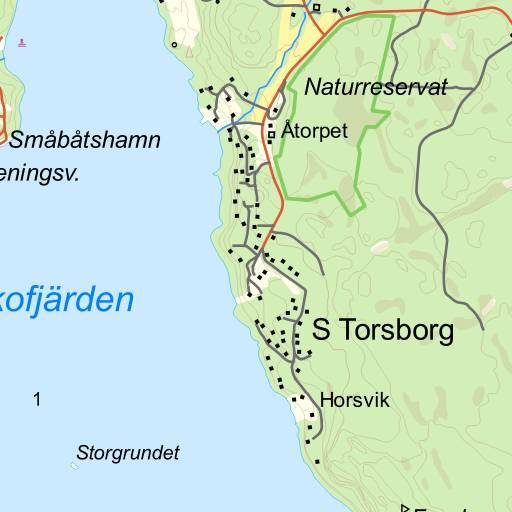 Naturreservat
Åtorpet
Småbåtshamn
eningsv.
kofjärden
S Torsborg
1
Horsvik
Storgrundet